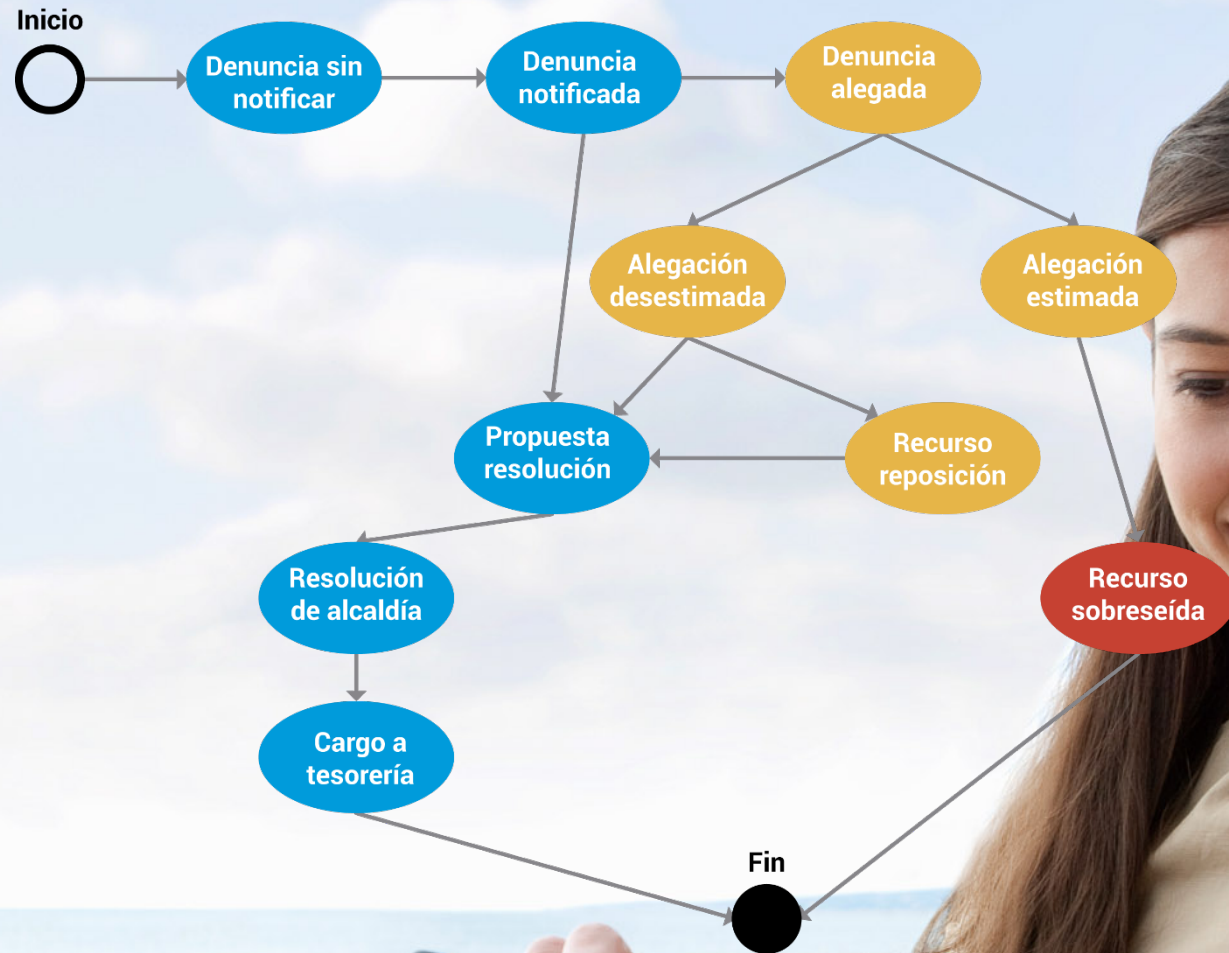 Inicio
Denuncia sin
notificar
Denuncia
notificada
Denuncia
alegada
Alegación
desestimada
Alegación
estimada
Propuesta
resolución
Recurso
reposición
Resolución
de alcaldía
Recurso
sobreseída
Cargo a
tesorería
Fin